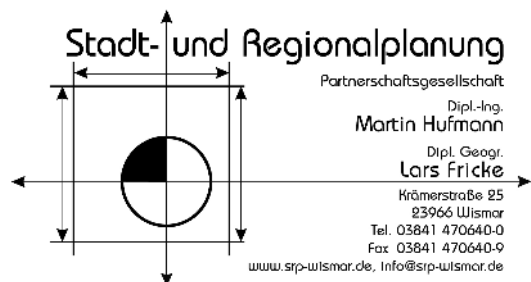 Stadt- und Regionalplanung
Partnerschaftsgesellschaft
Dipl.-Ing.
Martin Hufmann
Dipl. Geogr.
Lars Fricke
Krämerstraße 25
23966 Wismar
Tel. 03841 470640-0
Fax 03841 470640-9
www.srp-wismar.de, info@srp-wismar.de